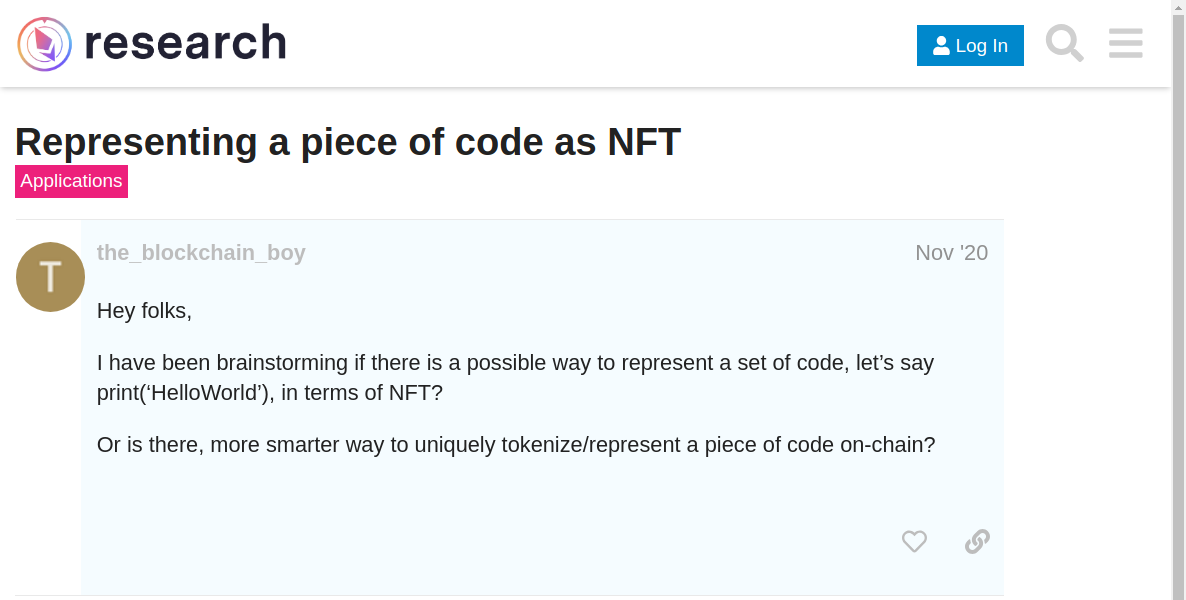 research
Log In
Representing a piece of code as NFT
Applications
T
the_blockchain_boy
Nov '20
Hey folks,
I have been brainstorming if there is a possible way to represent a set of code, let’s say
print(‘HelloWorld’), in terms of NFT?
Or is there, more smarter way to uniquely tokenize/represent a piece of code on-chain?